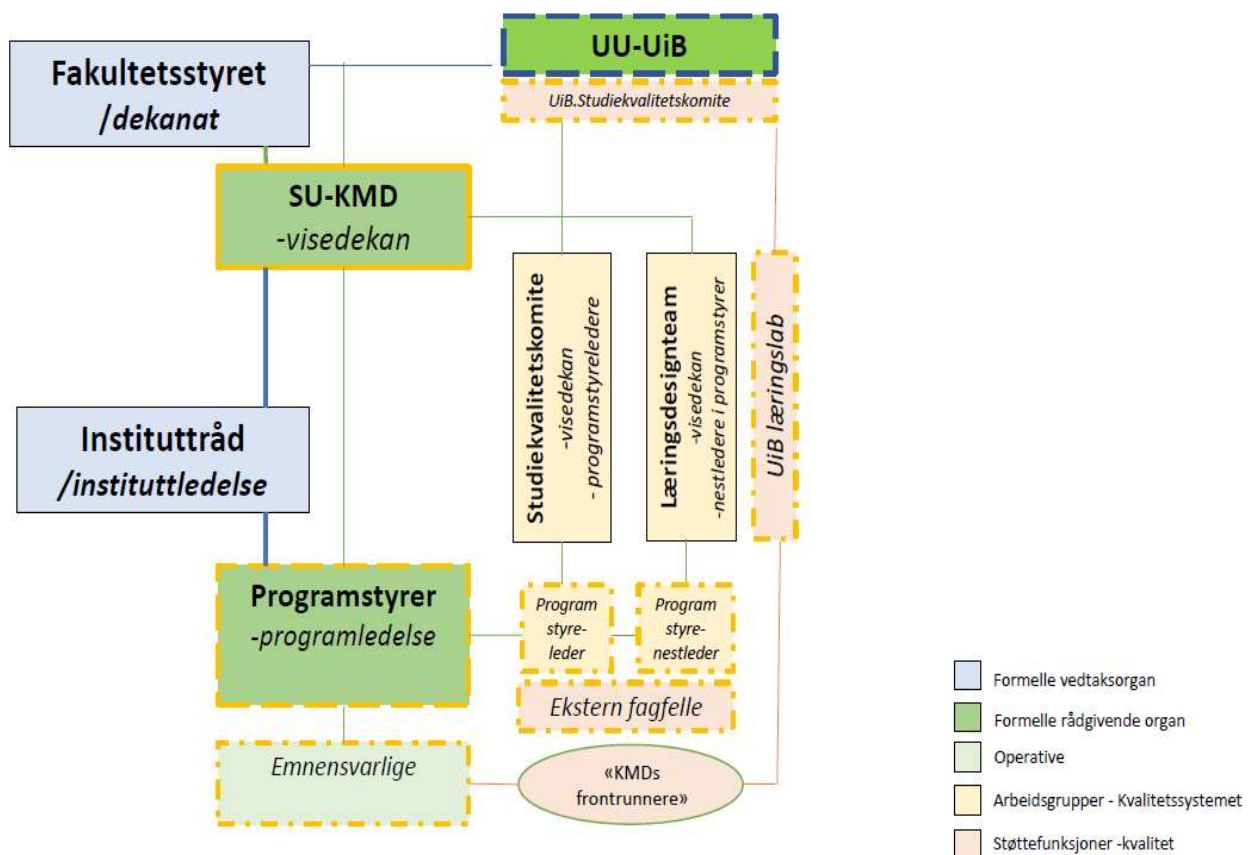 Fakultetsstyret
/dekanat
UU-UiB
UiB.Studiekvalitetskomite
SU-KMD
-visedekan
Studiekvalitetskomite
-visedekan
- programstyreledere
Læringsdesignteam
-visedekan
-nestledere i programstyrer
UiB læringslab
Instituttråd
/instituttledelse
Programstyrer
-programledelse
Program
styre-
leder
Program
styre-
nestleder
Ekstern fagfelle
Emnensvarlige
«KMDs
frontrunnere»
Formelle vedtaksorgan
Formelle rådgivende organ
Operative
Arbeidsgrupper - Kvalitetssystemet
Støttefunksjoner -kvalitet